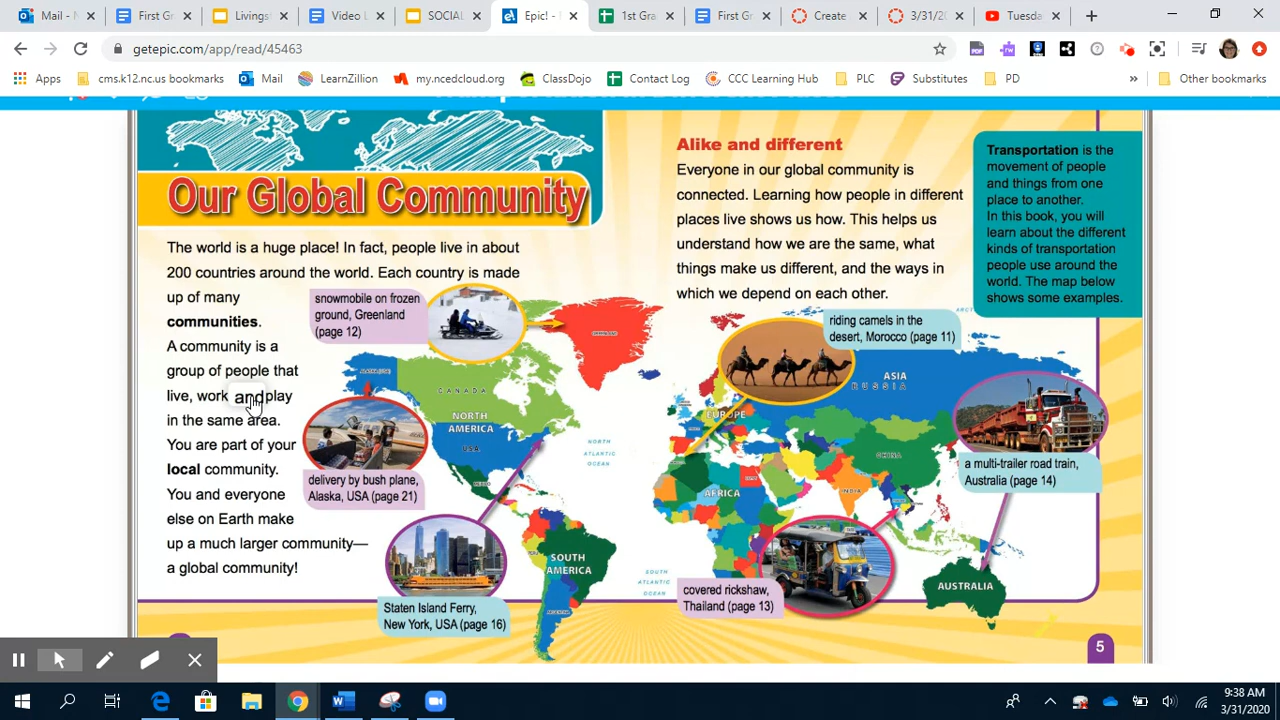 Mail - N
First G
Livings
Video L
SOCIAL
Epic! -
1st Gra
First Gr
Create
3/31/20
Tuesda
getepic.com/app/read/45463
Apps
cms.k12.nc.us bookmarks
Mail
LearnZillion
my.ncedcloud.org
ClassDojo
Contact Log
CCC Learning Hub
PLC
Substitutes
PD
»
Other bookmarks
Our Global Community
The world is a huge place! In fact, people live in about
200 countries around the world. Each country is made
up of many
communities.
A community is a
group of people that
live, work and play
in the same area.
You are part of your
local community.
You and everyone
else on Earth make
up a much larger community—
a global community!
snowmobile on frozen
ground, Greenland
(page 12)
delivery by bush plane,
Alaska, USA (page 21)
Staten Island Ferry,
New York, USA (page 16)
Alike and different
Everyone in our global community is
connected. Learning how people in different
places live shows us how. This helps us
understand how we are the same, what
things make us different, and the ways in
which we depend on each other.
Transportation is the
movement of people
and things from one
place to another.
In this book, you will
learn about the different
kinds of transportation
people use around the
world. The map below
shows some examples.
riding camels in the
desert, Morocco (page 11)
a multi-trailer road train,
Australia (page 14)
covered rickshaw,
Thailand (page 13)
GREENLAND
CANADA
NORTH
AMERICA
USA
MEXICO
NORTH
ATLANTIC
OCEAN
SOUTH
AMERICA
ARGENTINA
SOUTH
ATLANTIC
OCEAN
EUROPE
AFRICA
ASIA
RUSSIA
CHINA
INDIA
AUSTRALIA
5
9:38 AM
3/31/2020